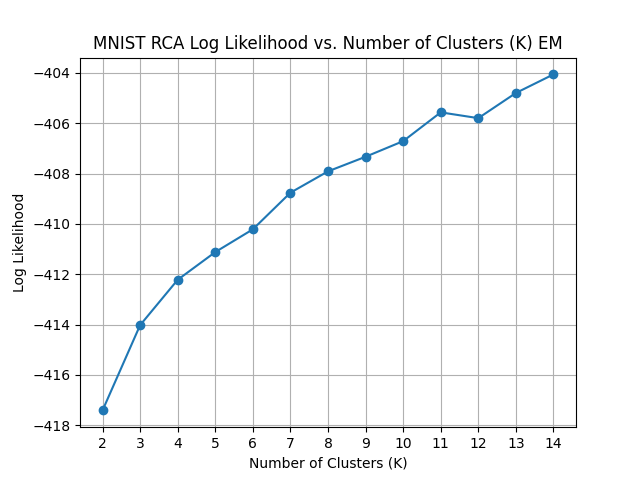 MNIST RCA Log Likelihood vs. Number of Clusters (K) EM
−404
−406
−408
−410
−412
−414
−416
−418
Log Likelihood
2 3 4 5 6 7 8 9 10 11 12 13 14
Number of Clusters (K)